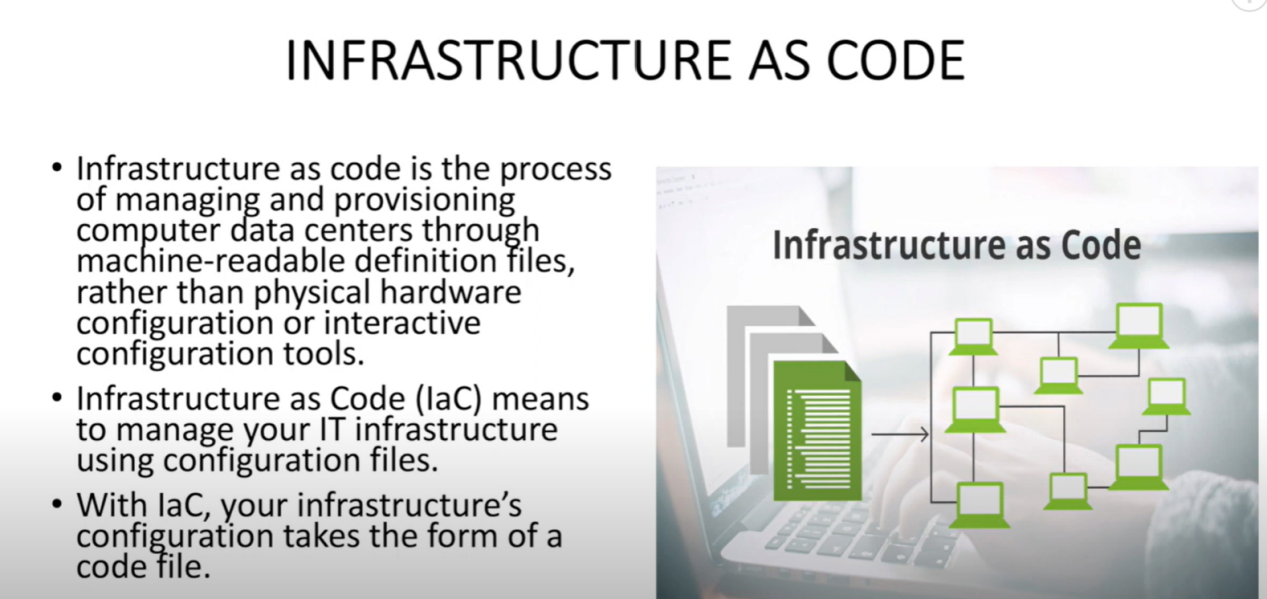 INFRASTRUCTURE AS CODE
• Infrastructure as code is the process
of managing and provisioning
computer data centers through
machine-readable definition files,
rather than physical hardware
configuration or interactive
configuration tools.
• Infrastructure as Code (IaC) means
to manage your IT infrastructure
using configuration files.
• With IaC, your infrastructure’s
configuration takes the form of a
code file.
Infrastructure as Code